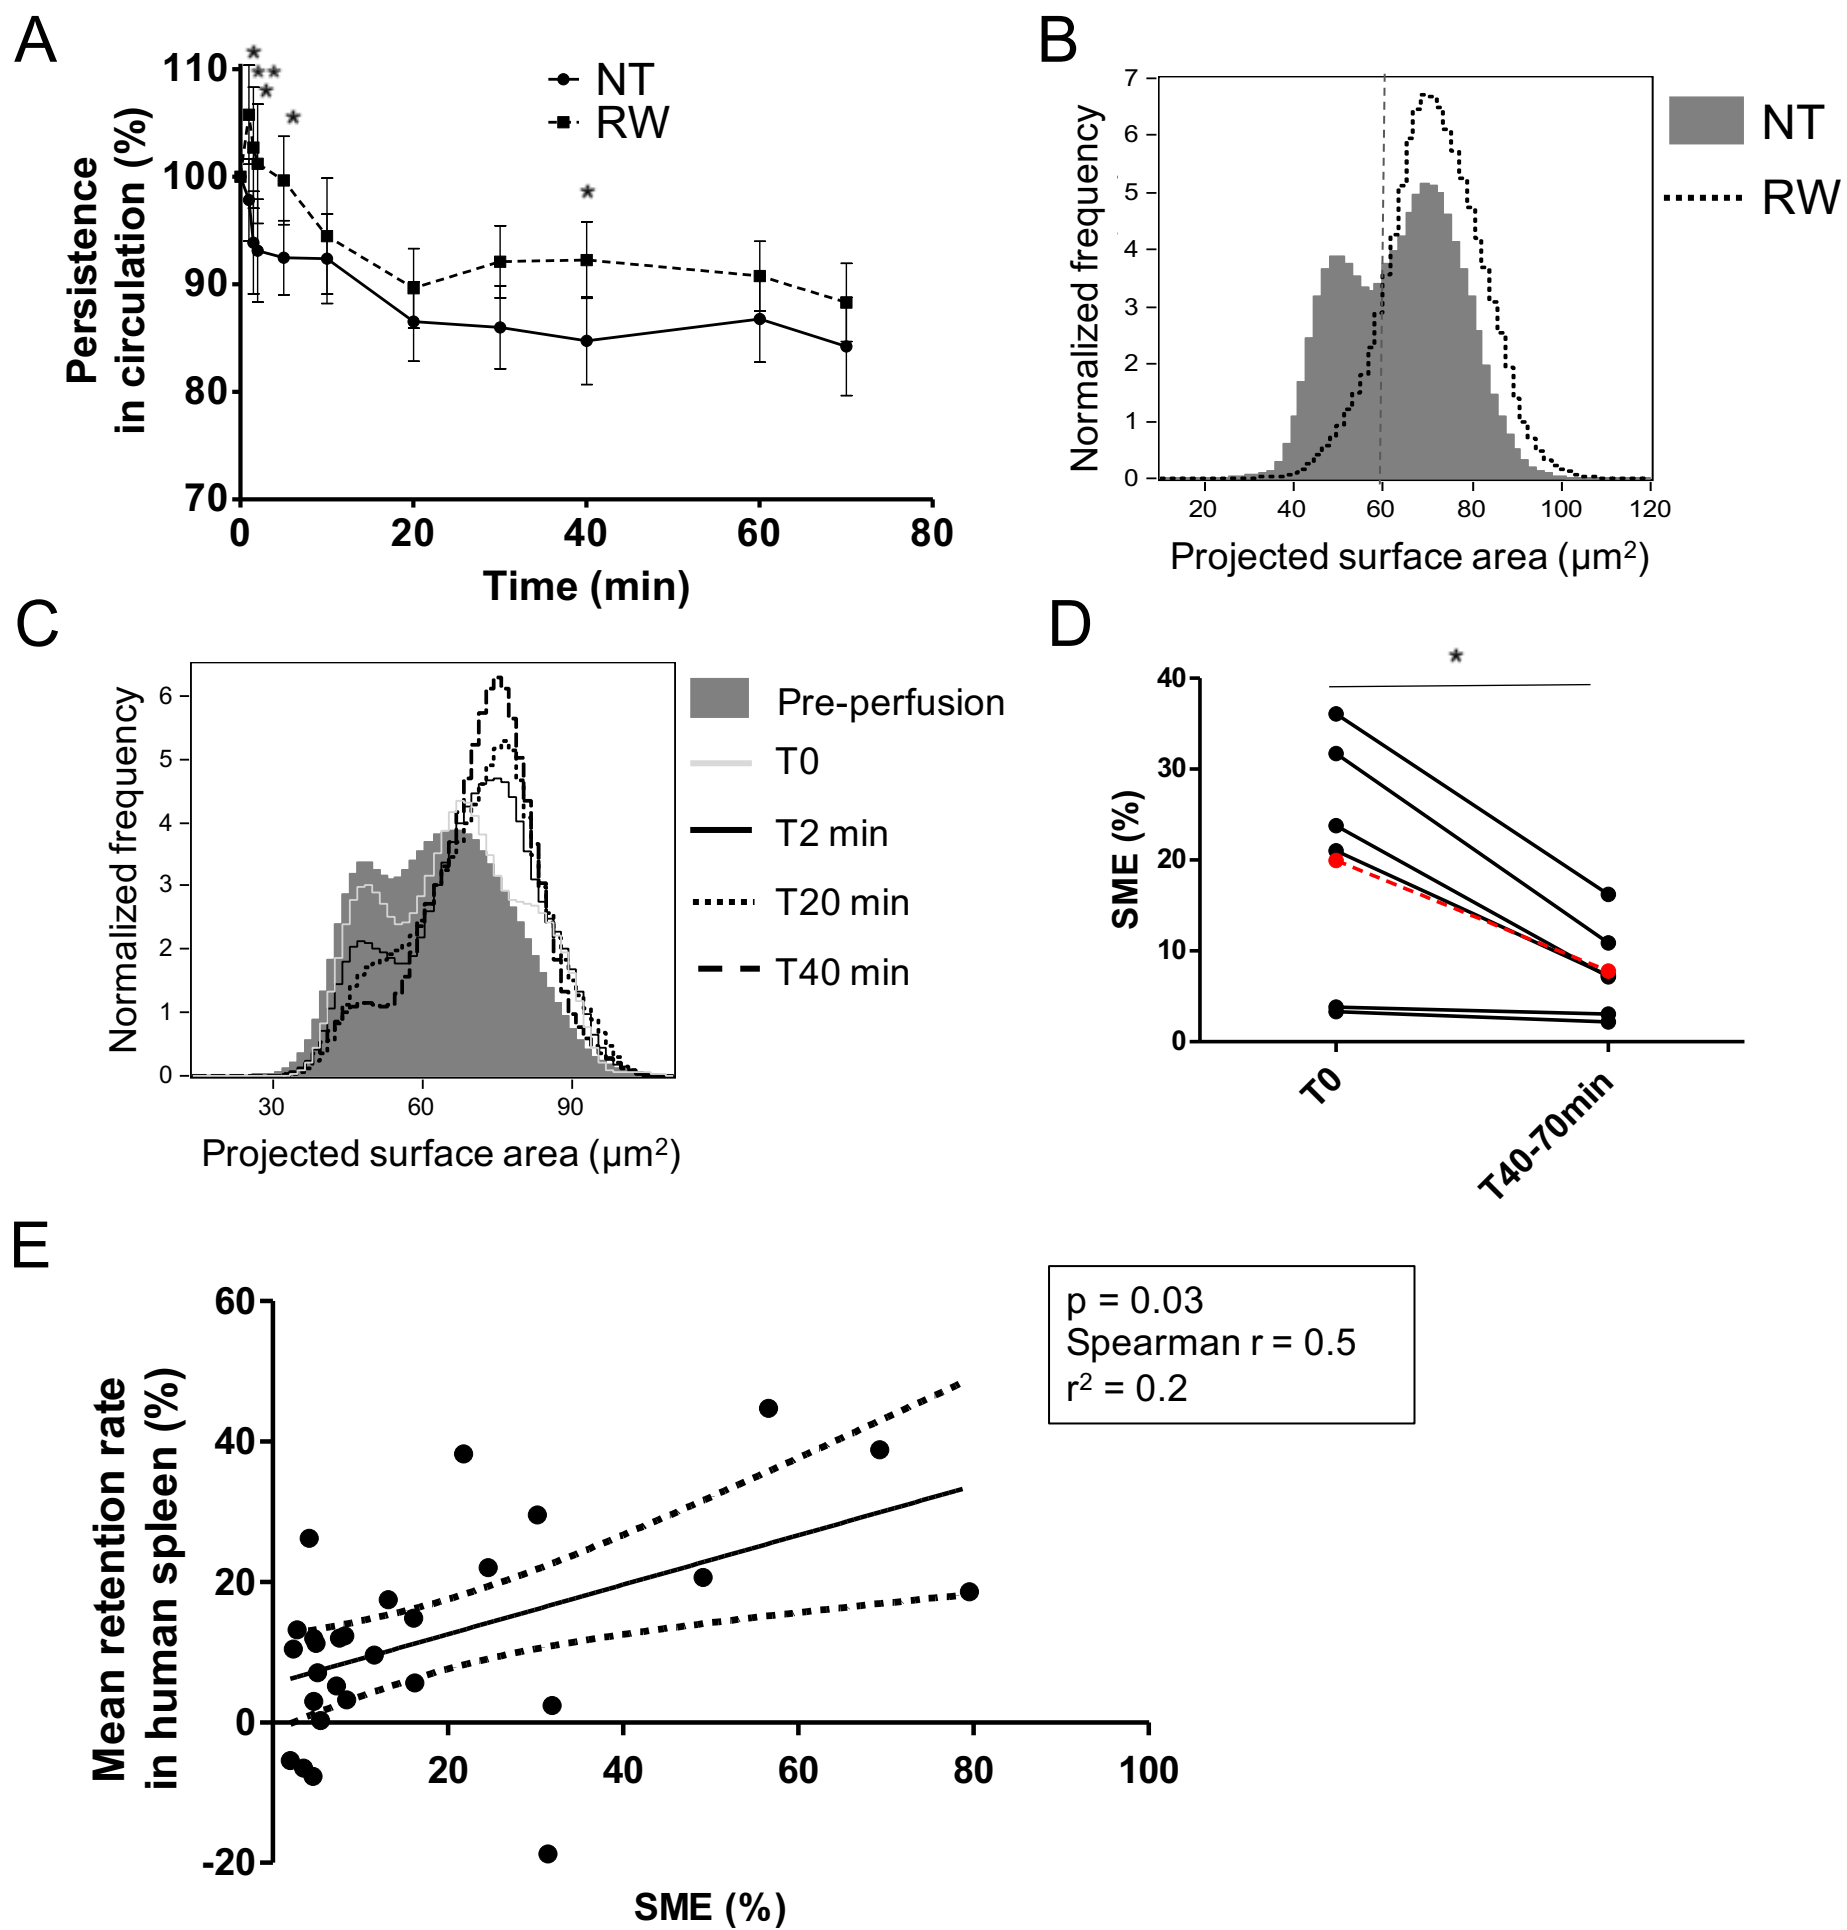 A
*
**
*
*
*
110
100
90
80
70
0
20
40
60
80
Persistence
in circulation (%)
Time (min)
NT
RW
B
7
6
5
4
3
2
1
0
20
40
60
80
100
120
Normalized frequency
Projected surface area (µm²)
NT
RW
C
6
5
4
3
2
1
0
30
60
90
Normalized frequency
Projected surface area (µm²)
Pre-perfusion
T0
T2 min
T20 min
T40 min
D
*
40
30
20
10
0
SME (%)
T0
T40-70min
E
60
40
20
0
-20
20
40
60
80
100
Mean retention rate
in human spleen (%)
SME (%)
p = 0.03
Spearman r = 0.5
r² = 0.2